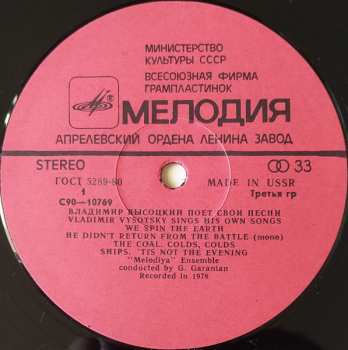 МИНИСТЕРСТВО
КУЛЬТУРЫ СССР
ВСЕСОЮЗНАЯ ФИРМА
ГРАМПЛАСТИНОК
МЕЛОДИЯ
АПРЕЛЕВСКИЙ ОРДЕНА ЛЕНИНА ЗАВОД
STEREO 33
ГОСТ 5289-80 MADE IN USSR
1 Третья гр
С90—10769
ВЛАДИМИР ВЫСОЦКИЙ ПОЕТ СВОИ ПЕСНИ
VLADIMIR VYSOTSKY SINGS HIS OWN SONGS
WE SPIN THE EARTH
HE DIDN'T RETURN FROM THE BATTLE (mono)
THE COAL. COLDS, COLDS
SHIPS. 'TIS NOT THE EVENING
"Melodiya" Ensemble
conducted by G. Garanian
Recorded in 1978